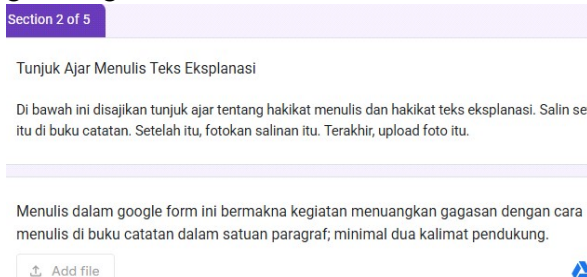 Section 2 of 5
Tunjuk Ajar Menulis Teks Eksplanasi
Di bawah ini disajikan tunjuk ajar tentang hakikat menulis dan hakikat teks eksplanasi. Salin
itu di buku catatan. Setelah itu, fotokan salinan itu. Terakhir, upload foto itu.
Menulis dalam google form ini bermakna kegiatan menuangkan gagasan dengan cara
menulis di buku catatan dalam satuan paragraf; minimal dua kalimat pendukung.
Add file